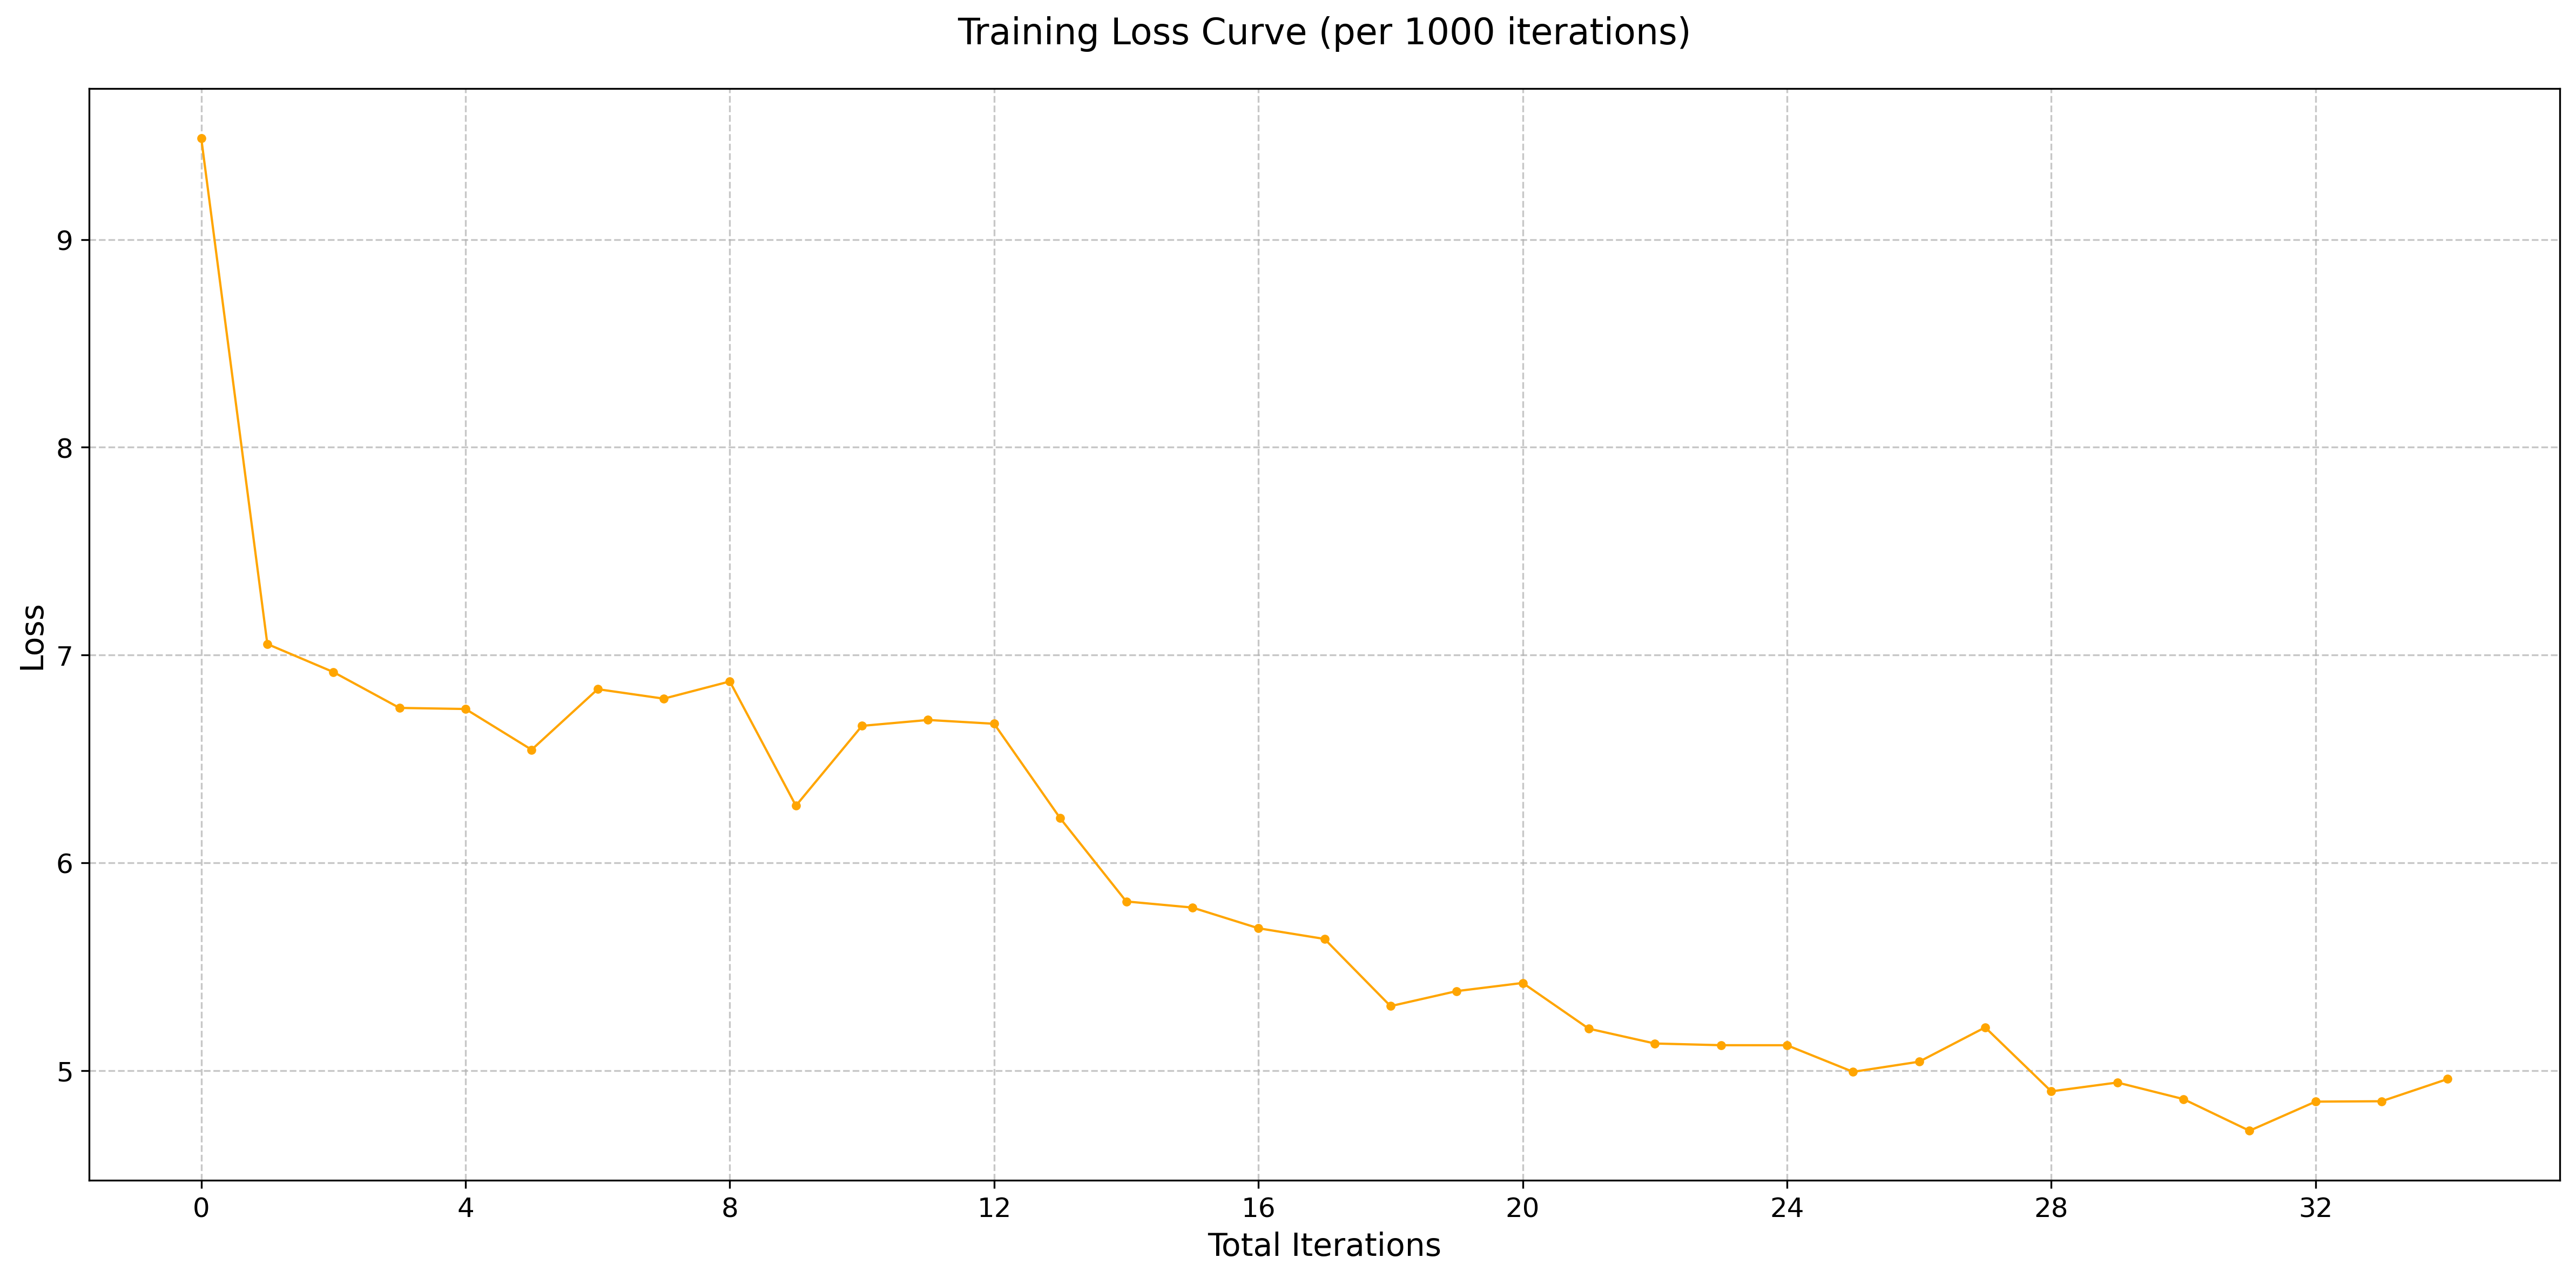 Training Loss Curve (per 1000 iterations)
Loss
9
8
7
6
5
0 4 8 12 16 20 24 28 32
Total Iterations